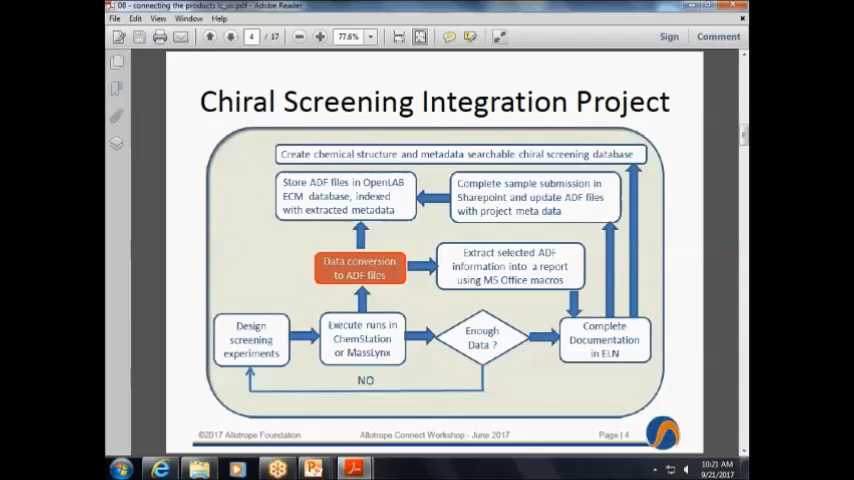 08 - connecting the products lc_us.pdf - Adobe Reader
File Edit View Window Help
4 / 17 77.6% Sign Comment
Chiral Screening Integration Project
Create chemical structure and metadata searchable chiral screening database
Store ADF files in OpenLAB
ECM database, indexed
with extracted metadata
Complete sample submission in
Sharepoint and update ADF files
with project meta data
Data conversion
to ADF files
Extract selected ADF
information into a report
using MS Office macros
Design
screening
experiments
Execute runs in
ChemStation
or MassLynx
Enough
Data ?
Complete
Documentation
in ELN
NO
©2017 Allotrope Foundation Allotrope Connect Workshop - June 2017 Page | 4
10:21 AM
9/21/2017